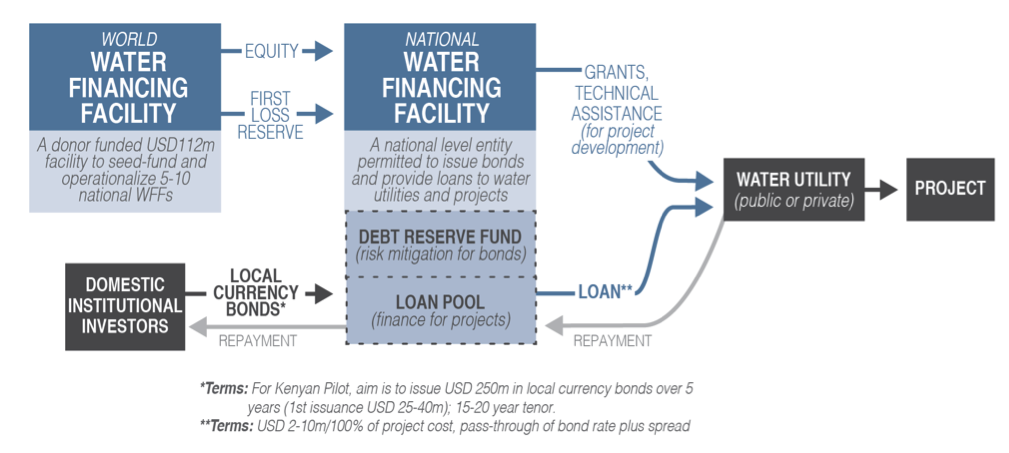 WORLD
WATER
FINANCING
FACILITY
A donor funded USD112m
facility to seed-fund and
operationalize 5-10
national WFFs
EQUITY
FIRST
LOSS
RESERVE
NATIONAL
WATER
FINANCING
FACILITY
A national level entity
permitted to issue bonds
and provide loans to water
utilities and projects
DEBT RESERVE FUND
(risk mitigation for bonds)
LOAN POOL
(finance for projects)
GRANTS,
TECHNICAL
ASSISTANCE
(for project
development)
WATER UTILITY
(public or private)
PROJECT
DOMESTIC
INSTITUTIONAL
INVESTORS
LOCAL
CURRENCY
BONDS*
REPAYMENT
LOAN**
REPAYMENT
*Terms: For Kenyan Pilot, aim is to issue USD 250m in local currency bonds over 5
years (1st issuance USD 25-40m); 15-20 year tenor.
**Terms: USD 2-10m/100% of project cost, pass-through of bond rate plus spread